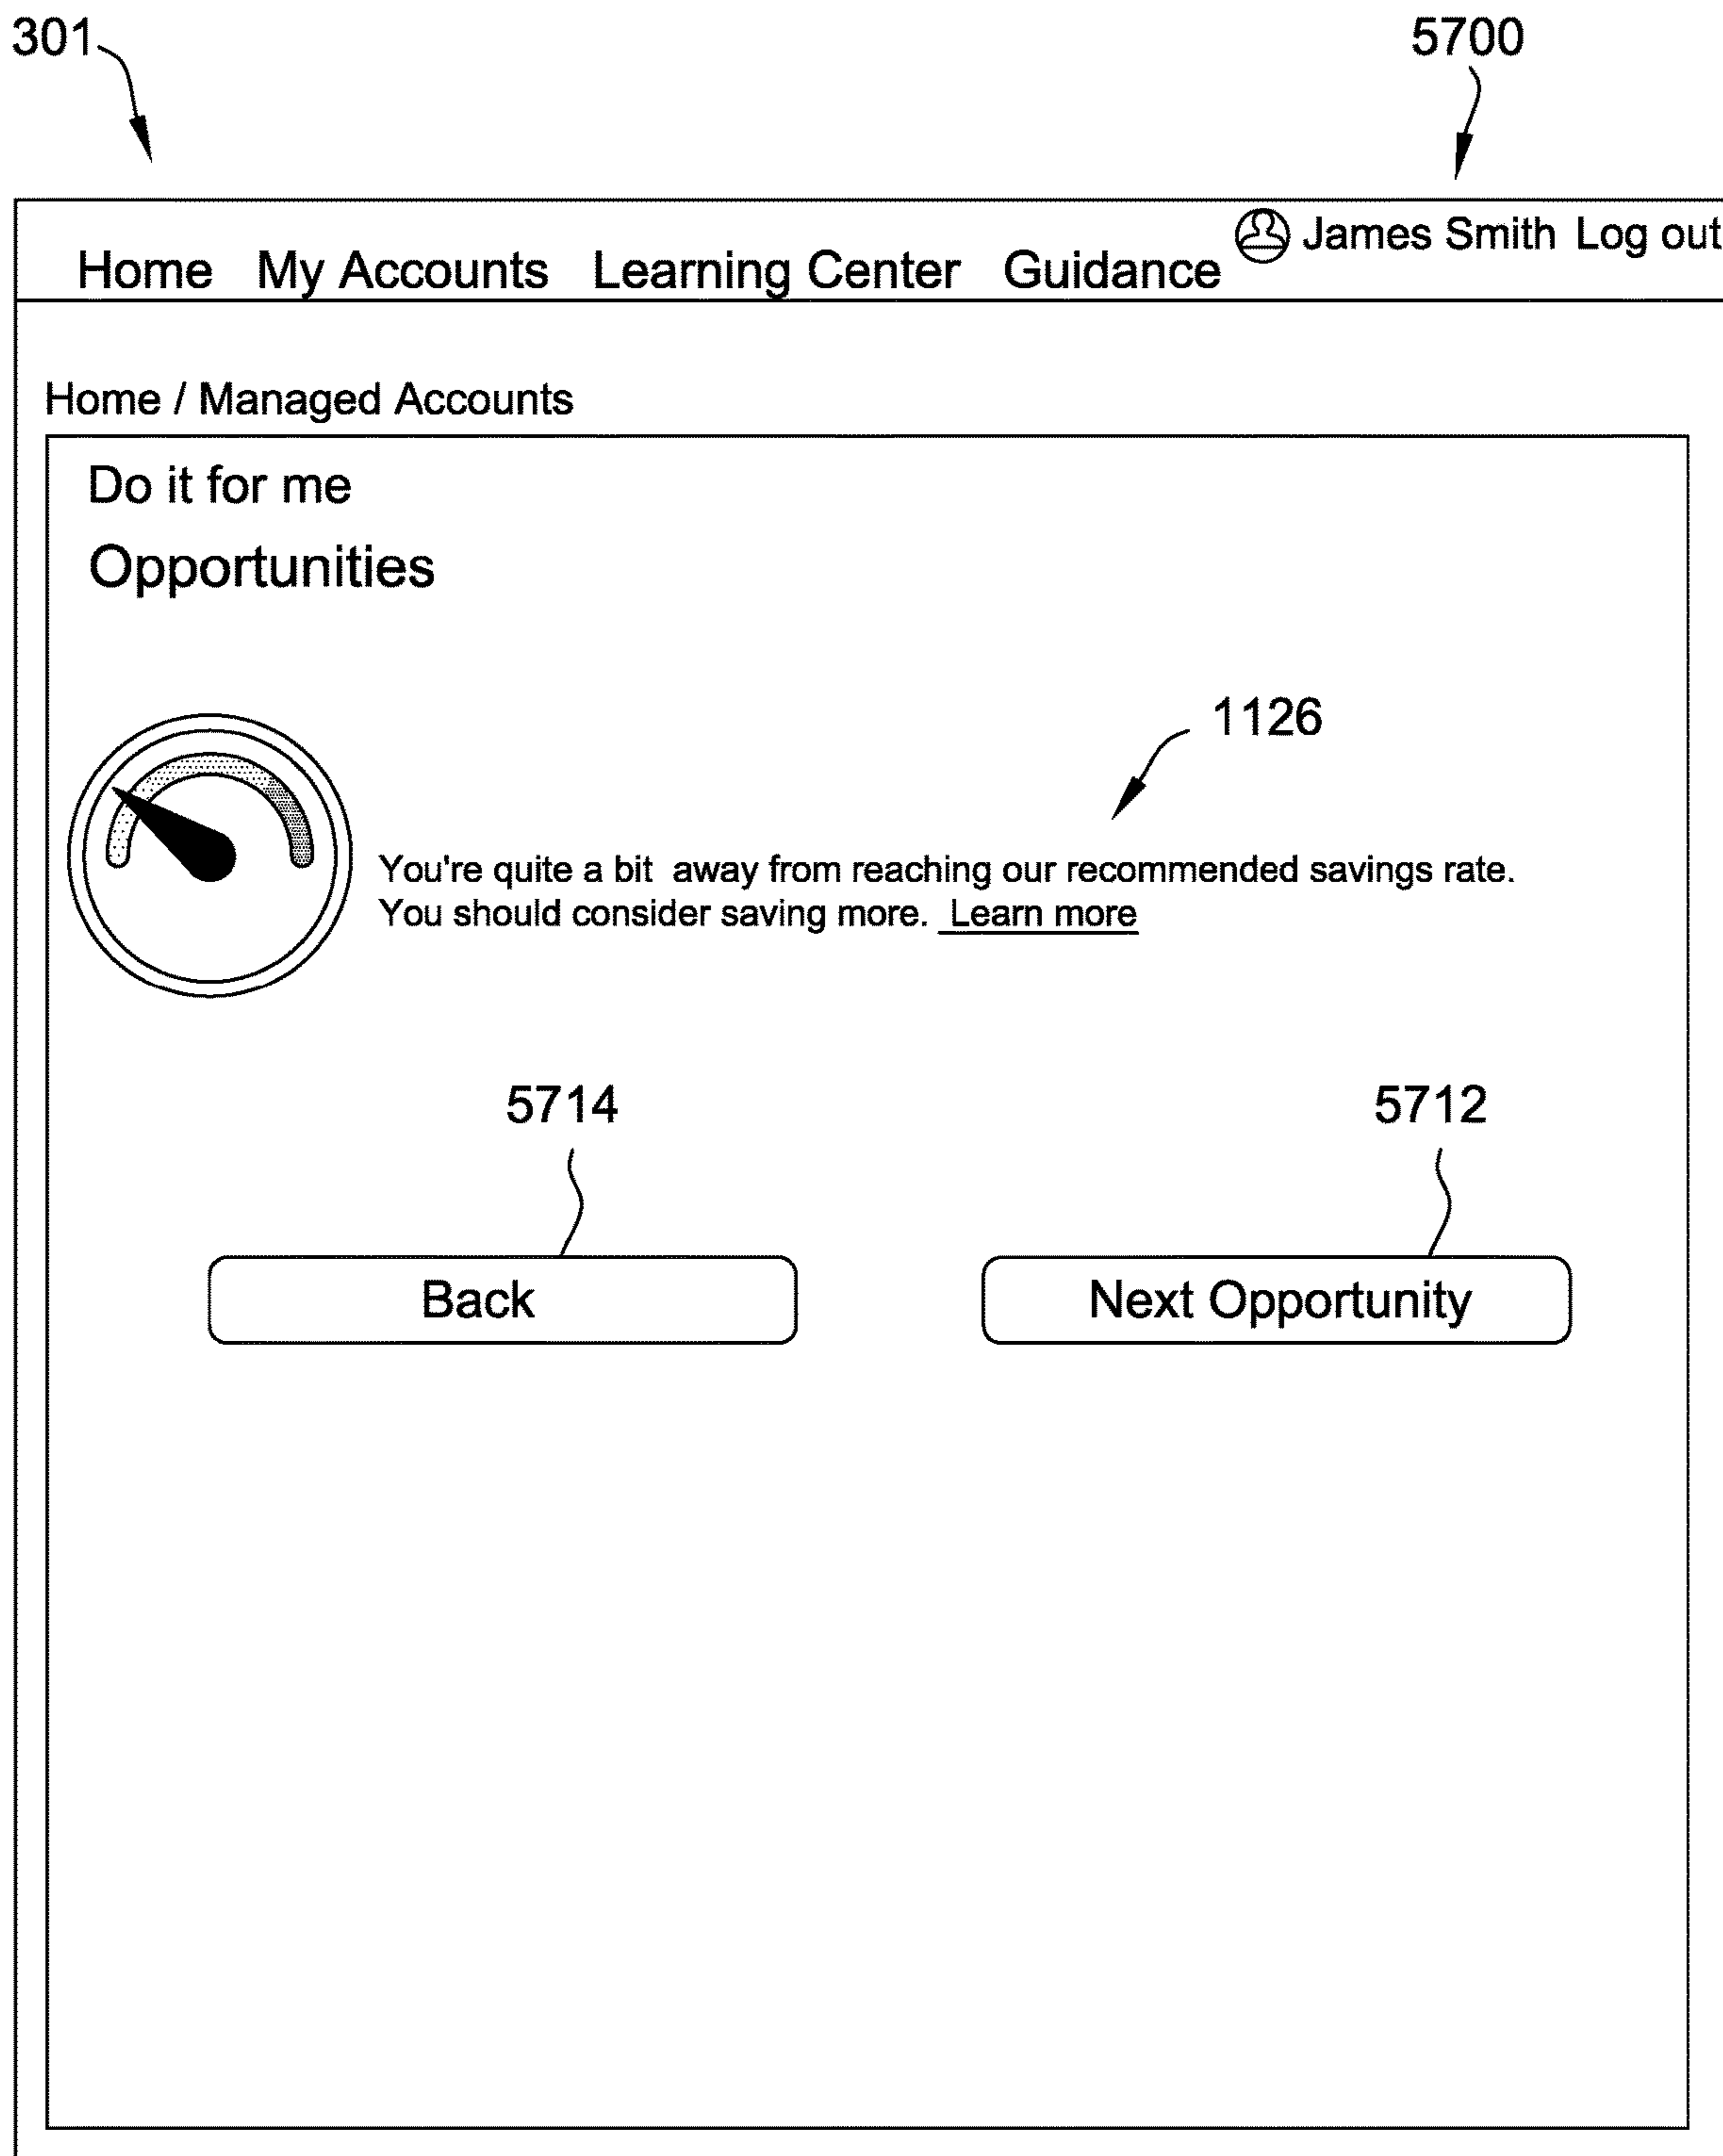 301
5700
James Smith Log out
Home My Accounts Learning Center Guidance
Home / Managed Accounts
Do it for me
Opportunities
1126
You're quite a bit away from reaching our recommended savings rate.
You should consider saving more. Learn more
5714
5712
Back
Next Opportunity